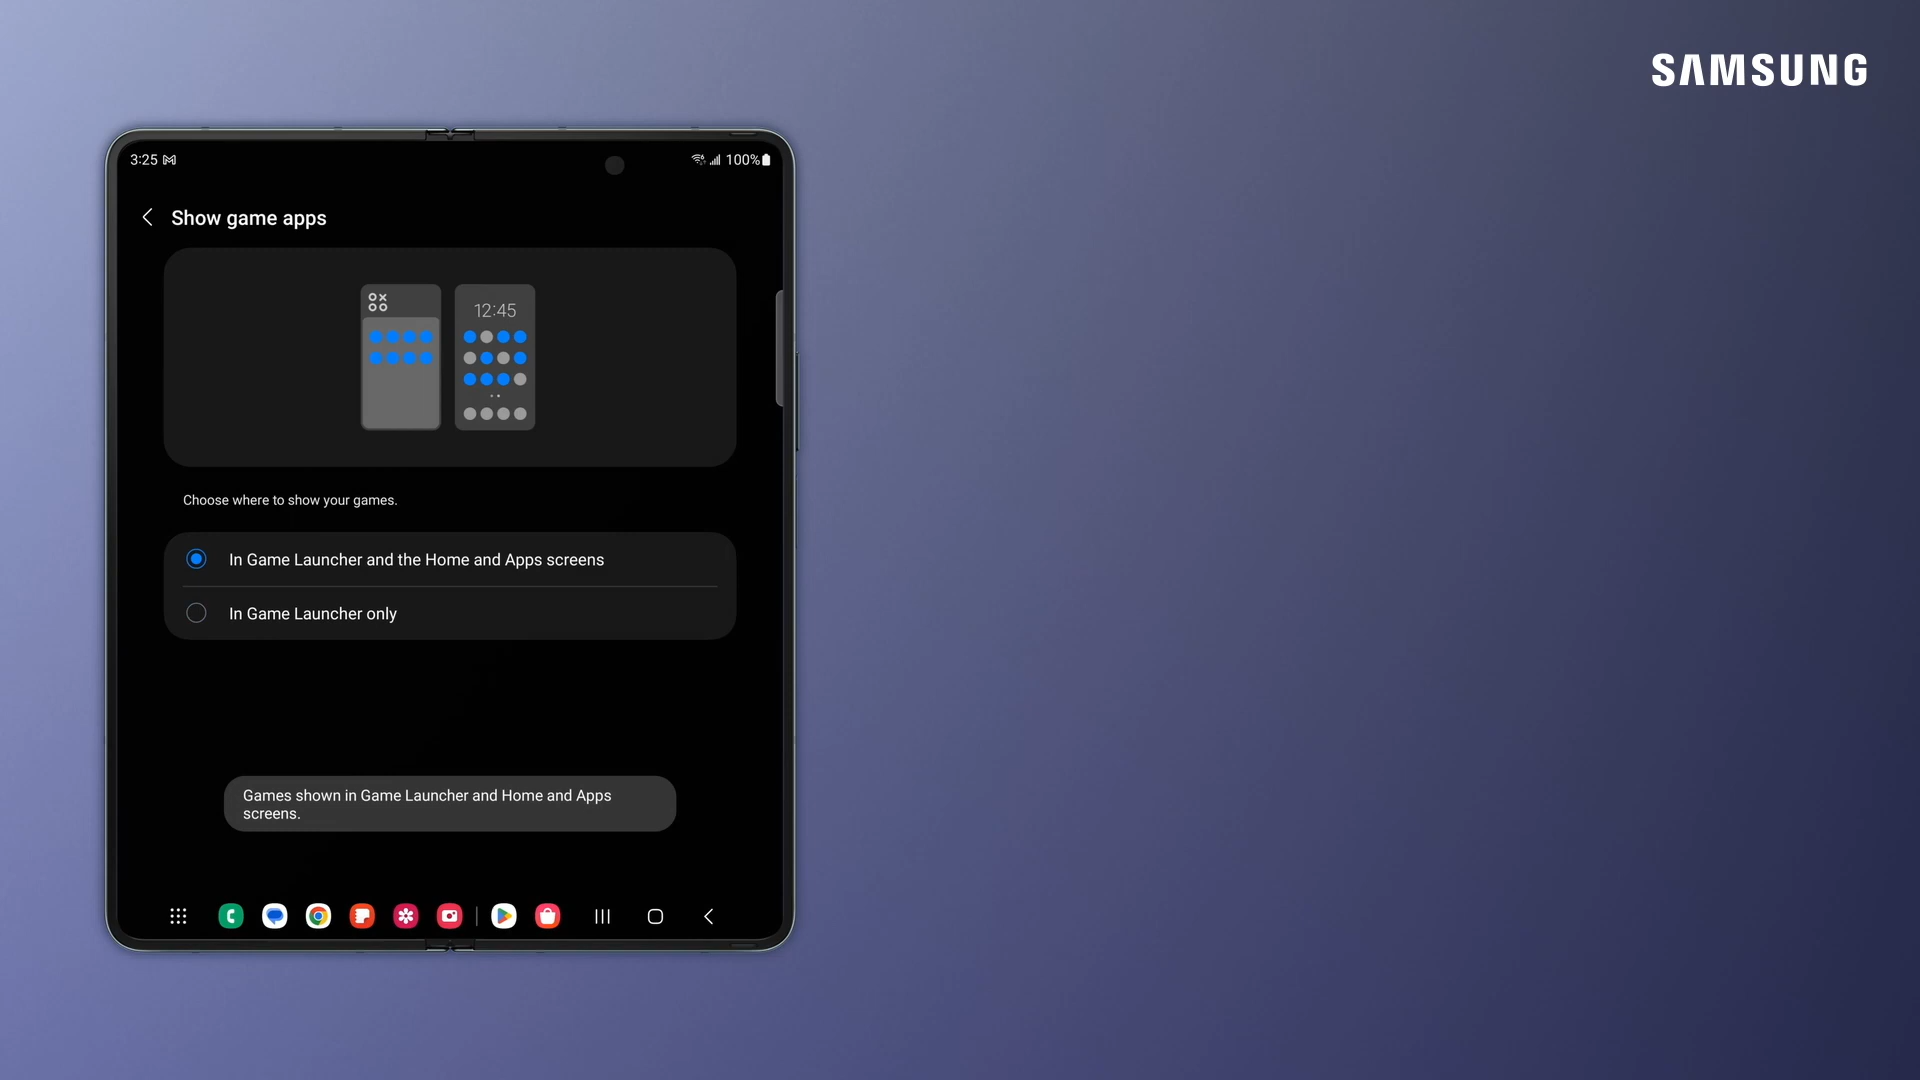 SAMSUNG
3:25
100%
Show game apps
12:45
Choose where to show your games.
In Game Launcher and the Home and Apps screens
In Game Launcher only
Games shown in Game Launcher and Home and Apps
screens.